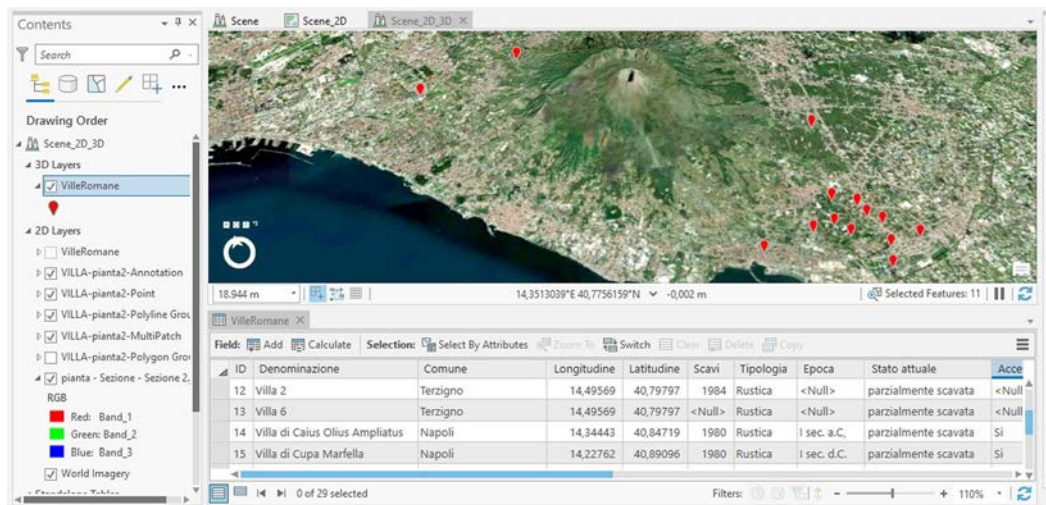 Contents
Search
Drawing Order
Scene_2D_3D
3D Layers
VilleRomane
2D Layers
VilleRomane
VILLA-pianta2-Annotation
VILLA-pianta2-Point
VILLA-pianta2-Polyline Grou
VILLA-pianta2-MultiPatch
VILLA-pianta2-Polygon Gro
pianta - Sezione - Sezione 2.
RGB
Red: Band_1
Green: Band_2
Blue: Band_3
World Imagery
Standalone Tables
Scene Scene_2D Scene_2D_3D
18.944 m 14,3513039°E 40,7756159°N -0,002 m Selected Features: 11
VilleRomane
Field: Add Calculate Selection: Select By Attributes Zoom To Switch Clear Delete Copy
ID Denominazione Comune Longitudine Latitudine Scavi Tipologia Epoca Stato attuale Acce
12 Villa 2 Terzigno 14,49569 40,79797 1984 Rustica <Null> parzialmente scavata <Null
13 Villa 6 Terzigno 14,49569 40,79797 <Null> Rustica <Null> parzialmente scavata <Null
14 Villa di Caius Olius Ampliatus Napoli 14,34443 40,84719 1980 Rustica I sec. a.C, parzialmente scavata Si
15 Villa di Cupa Marfella Napoli 14,22762 40,89096 1980 Rustica I sec. d.C. parzialmente scavata Si
0 of 29 selected Filters: 110%